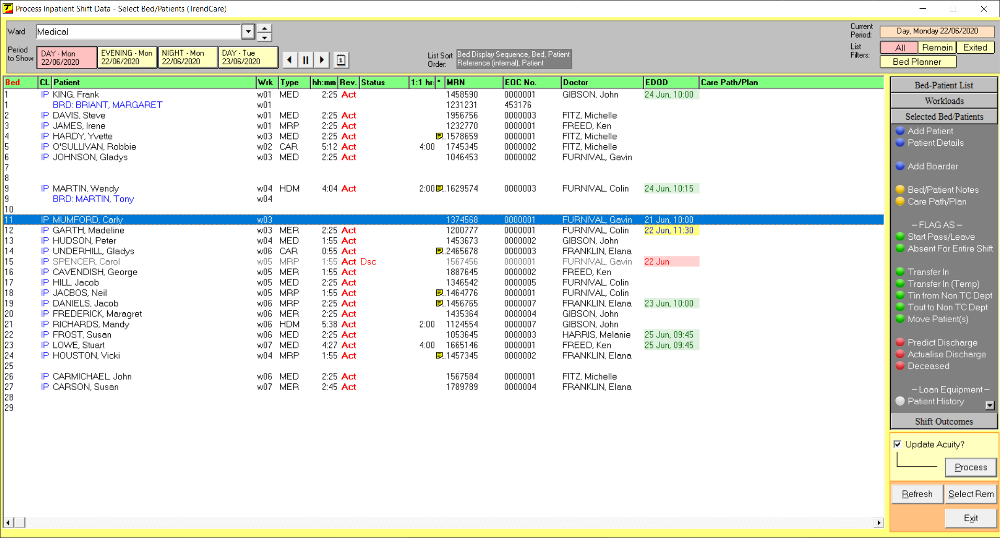 Process Inpatient Shift Data - Select Bed/Patients (TrendCare)
Ward Medical
Period to Show
DAY - Mon 22/06/2020
EVENING - Mon 22/06/2020
NIGHT - Mon 22/06/2020
DAY - Tue 23/06/2020
List Sort Order:
Bed Display Sequence, Bed, Patient
Reference (internal), Patient
Current Period: Day, Monday 22/06/2020
List Filters: All Remain Exited
Bed Planner
Bed CL Patient Wrk Type hh:mm Rev. Status 1:1 hr: * MRN EOC No. Doctor EDOD Care Path/Plan
1 IP KING, Frank w01 MED 2:25 Act 1458590 0000001 GIBSON, John 24 Jun, 10:00
1 BRD: BRIANT, MARGARET w01 1231231 453176
2 IP DAVIS, Steve w01 MED 2:25 Act 1956756 0000003 FITZ, Michelle
3 IP JAMES, Irene w01 MRP 2:25 Act 1232770 0000001 FREED, Ken
4 IP HARDY, Yvette w03 MED 2:25 Act ..1578659 0000001 FITZ, Michelle
5 IP O'SULLIVAN, Robbie w02 CAR 5:12 Act 4:00 1745345 0000002 FITZ, Michelle
6 IP JOHNSON, Gladys w03 MED 2:25 Act 1046453 0000002 FURNIVAL, Gavin
7
8
9 IP MARTIN, Wendy w04 HDM 4:04 Act 2:00 ..1629574 0000003 FURNIVAL, Colin 24 Jun, 10:15
9 BRD: MARTIN, Tony w04
10
11 IP MUMFORD, Carly w03 1374568 0000001 FURNIVAL, Gavin 21 Jun, 10:00
12 IP GARTH, Madeline w03 MER 2:25 Act 1200777 0000001 FURNIVAL, Colin 22 Jun, 11:30
13 IP HUDSON, Peter w04 MED 1:55 Act 1453673 0000002 GIBSON, John
14 IP UNDERHILL, Gladys w06 CAR 0:55 Act ..2465678 0000003 FRANKLIN, Elana
15 IP SPENCER, Carol w05 MRP 1:55 Act Dsc 1567456 0000001 FURNIVAL, Gavin 22 Jun
16 IP CAVENDISH, George w05 MER 1:55 Act 1887645 0000002 FREED, Ken
17 IP HILL, Jacob w05 MED 2:25 Act 1346542 0000005 FURNIVAL, Colin
18 IP JACBOS, Neil w05 MRP 1:55 Act ..1464776 0000001 FURNIVAL, Colin
19 IP DANIELS, Jacob w06 MRP 2:25 Act ..1456765 0000007 FRANKLIN, Elana 23 Jun, 10:00
20 IP FREDERICK, Maragret w06 MER 2:25 Act 1435364 0000004 GIBSON, John
21 IP RICHARDS, Mandy w06 HDM 5:38 Act 2:00 1124554 0000007 GIBSON, John
22 IP FROST, Susan w06 MED 2:25 Act 1053645 0000003 HARRIS, Melanie 25 Jun, 09:45
23 IP LOWE, Stuart w07 MED 4:27 Act 4:00 1665146 0000001 FREED, Ken 25 Jun, 09:45
24 IP HOUSTON, Vicki w04 MRP 1:55 Act ..1457345 0000002 FRANKLIN, Elana
25
26 IP CARMICHAEL, John w06 MED 2:25 Act 1567584 0000001 FITZ, Michelle
27 IP CARSON, Susan w07 MER 2:45 Act 1789789 0000004 FRANKLIN, Elana
28
29
Bed-Patient List
Workloads
Selected Bed/Patients
Add Patient
Patient Details
Add Boarder
Bed/Patient Notes
Care Path/Plan
– FLAG AS –
Start Pass/Leave
Absent For Entire Shift
Transfer In
Transfer In (Temp)
Tin from Non TC Dept
Tout to Non TC Dept
Move Patient(s)
Predict Discharge
Actualise Discharge
Deceased
– Loan Equipment –
Patient History
Shift Outcomes
Update Acuity?
Process
Refresh
Select Rem
Exit